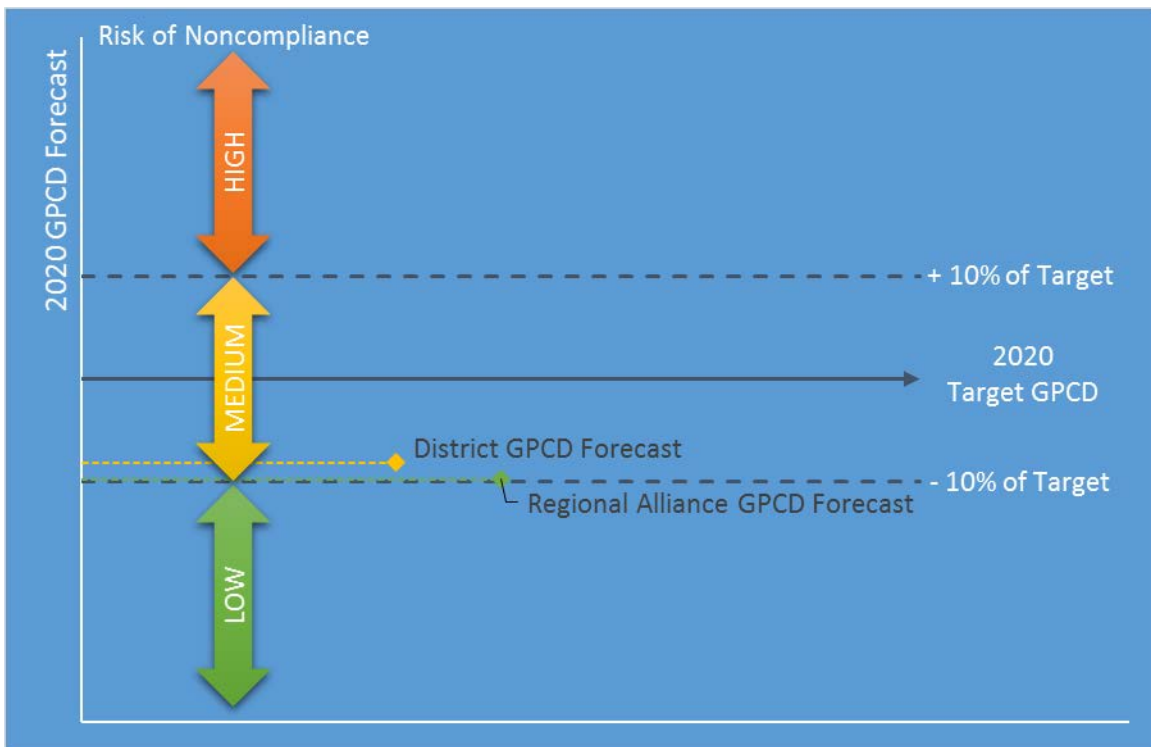 Risk of Noncompliance
2020 GPCD Forecast
HIGH
+ 10% of Target
MEDIUM
2020
Target GPCD
District GPCD Forecast
- 10% of Target
Regional Alliance GPCD Forecast
LOW